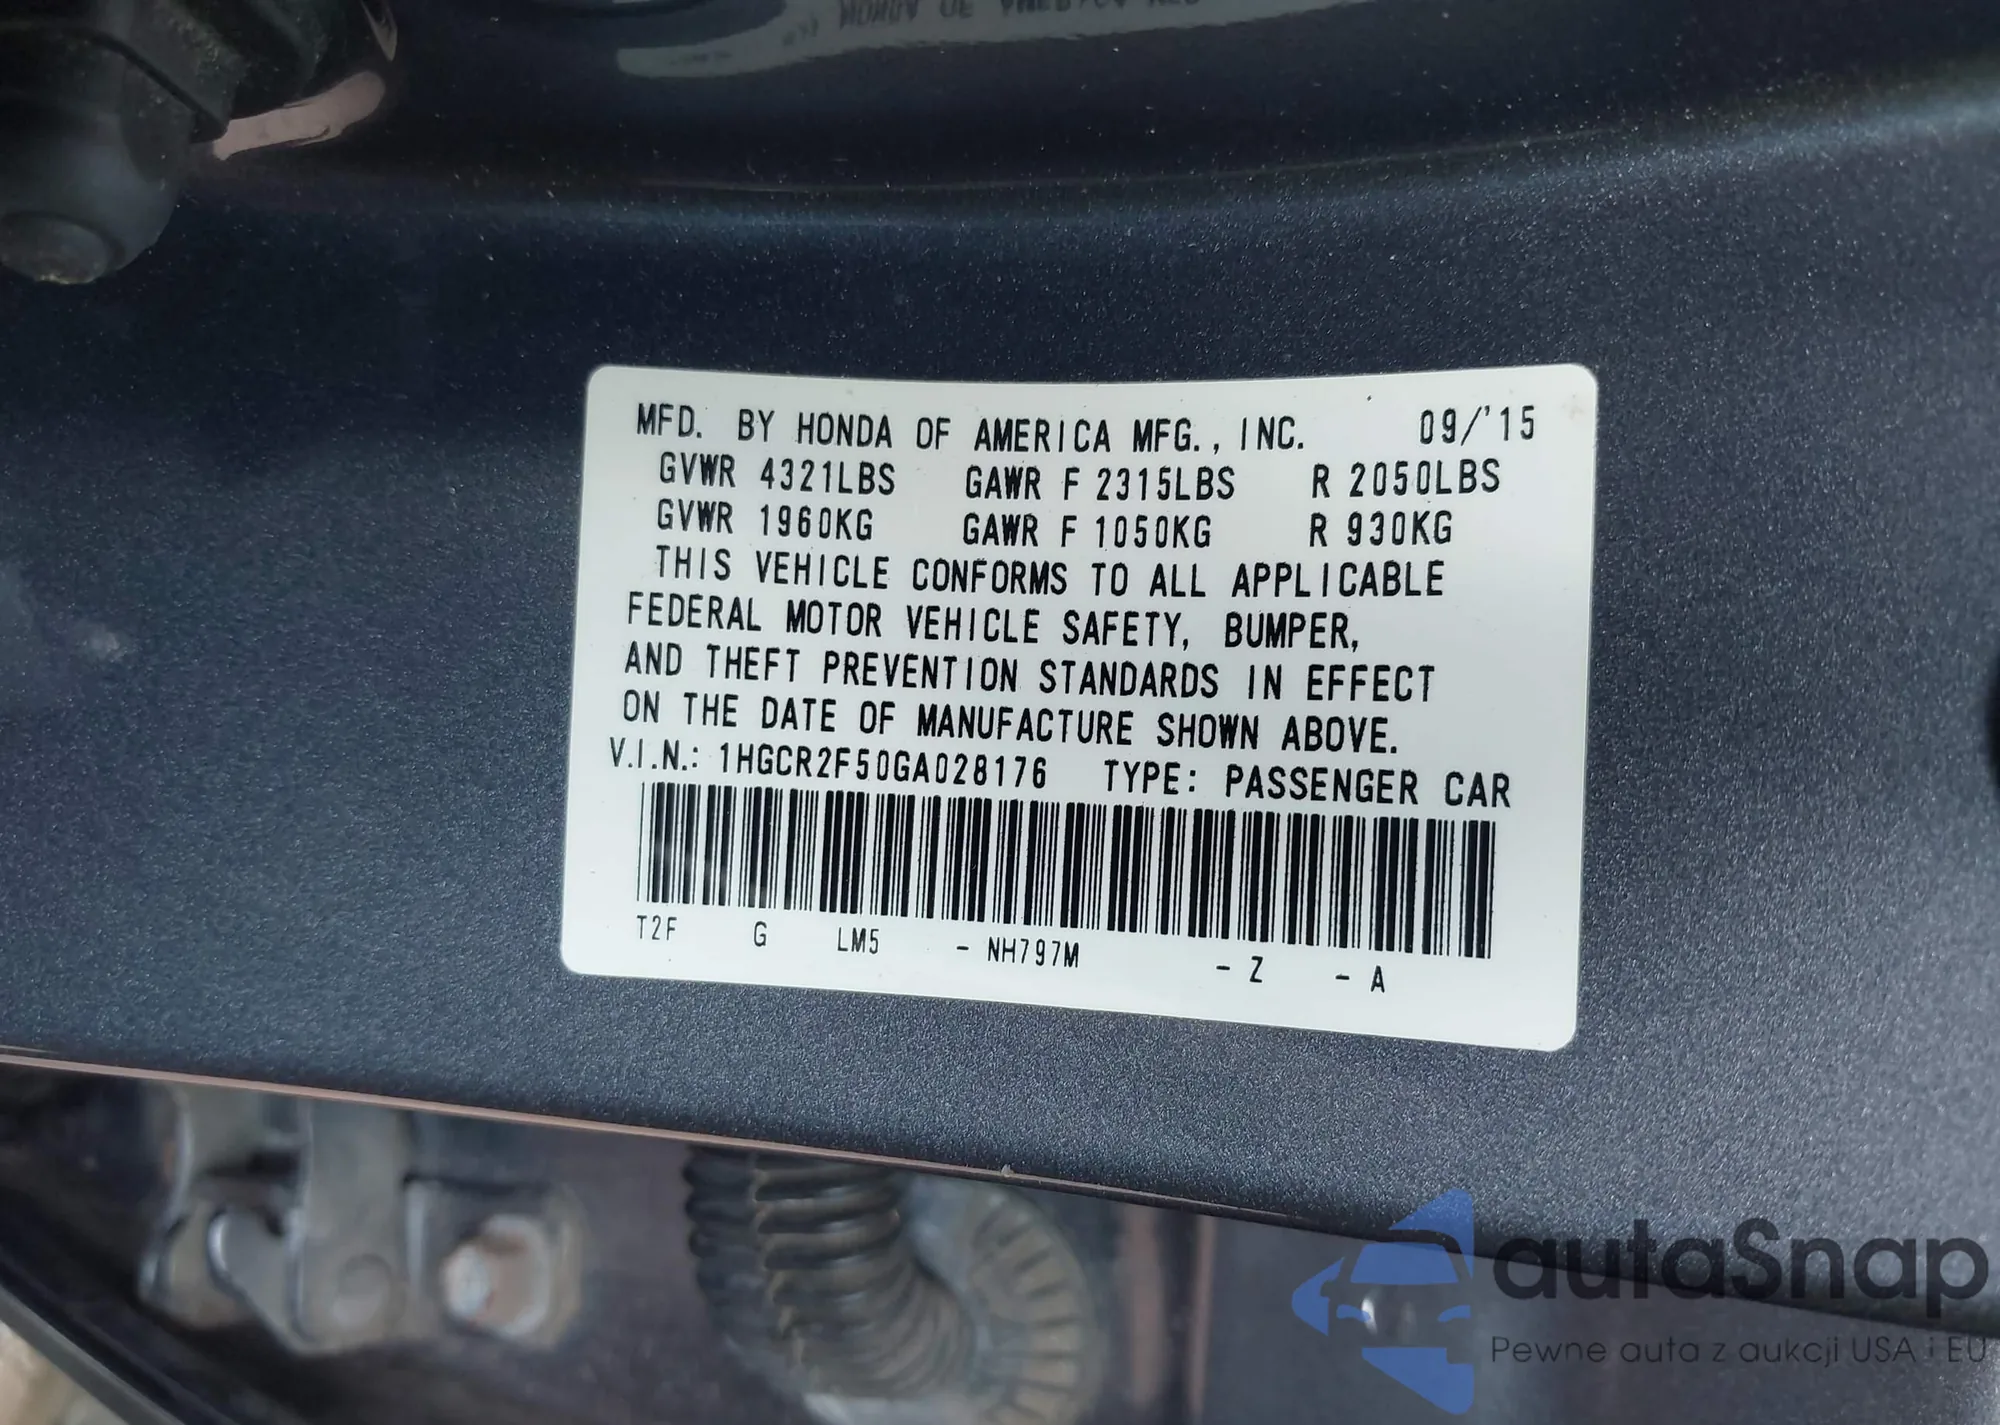 MFD. BY HONDA OF AMERICA MFG., INC. 09/'15
GVWR 4321LBS GAWR F 2315LBS R 2050LBS
GVWR 1960KG GAWR F 1050KG R 930KG
THIS VEHICLE CONFORMS TO ALL APPLICABLE
FEDERAL MOTOR VEHICLE SAFETY, BUMPER,
AND THEFT PREVENTION STANDARDS IN EFFECT
ON THE DATE OF MANUFACTURE SHOWN ABOVE.
V.I.N.: 1HGCR2F50GA028176 TYPE: PASSENGER CAR
T2F G LM5 - NH797M - Z - A
autaSnap
Pewne auta z aukcji USA i EU